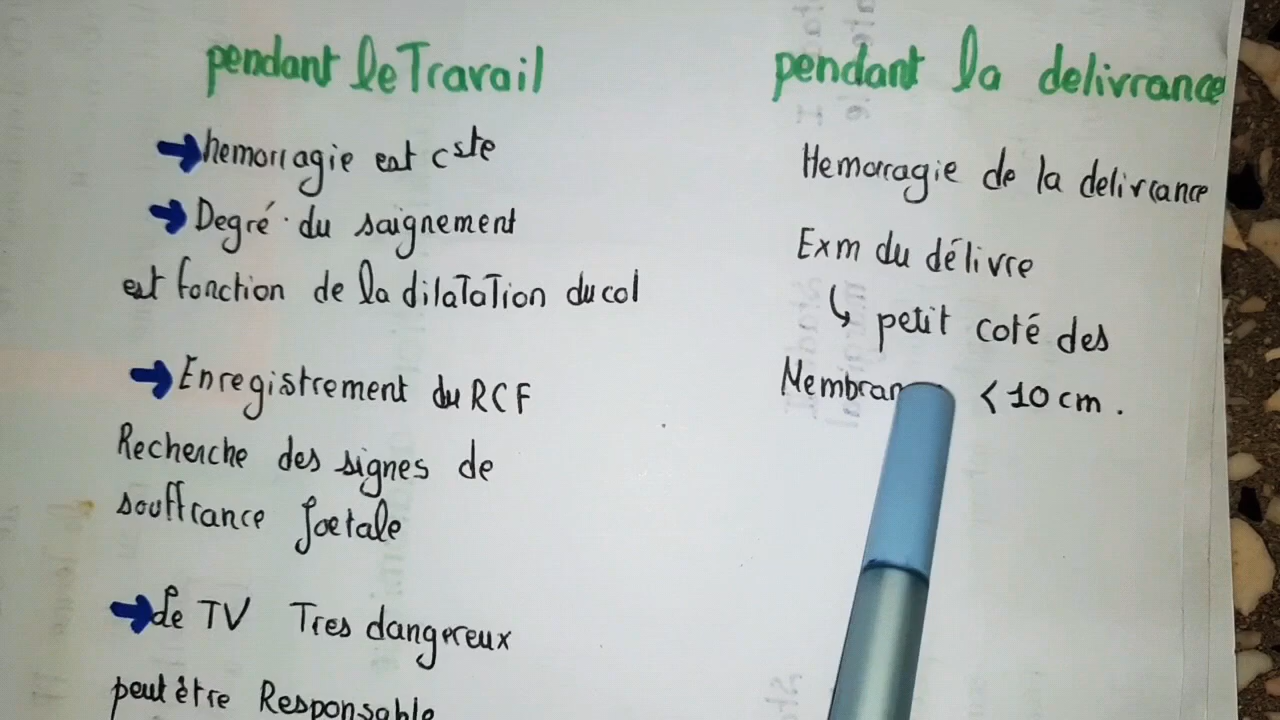 pendant le Travail
➡hemorragie est cste
➡Degré du saignement
est fonction de la dilatation du col
➡Enregistrement du RCF
Recherche des signes de
souffrance foetale
➡Le TV Tres dangereux
peut être Responsable
pendant la delivrance
Hemorragie de la delivrance
Exm du délivre
↳ petit coté des
< 10 cm.